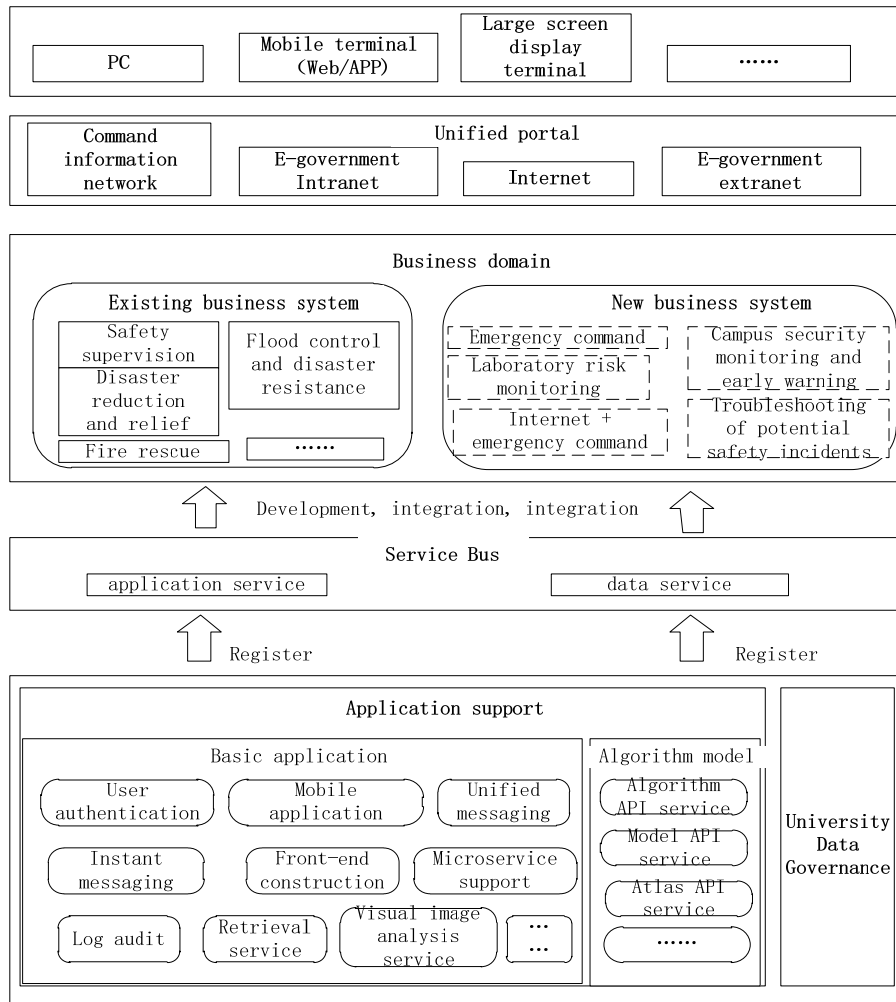 PC
Mobile terminal
(Web/APP)
Large screen
display
terminal
……
Unified portal
Command
information
network
E-government
Intranet
Internet
E-government
extranet
Business domain
Existing business system
Safety
supervision
Disaster
reduction
and relief
Fire rescue
Flood control
and disaster
resistance
……
New business system
Emergency command
Laboratory risk
monitoring
Internet +
emergency command
Campus security
monitoring and
early warning
Troubleshooting
of potential
safety incidents
Development, integration, integration
Service Bus
application service
data service
Register
Register
Application support
Basic application
User
authentication
Mobile
application
Unified
messaging
Instant
messaging
Front-end
construction
Microservice
support
Log audit
Retrieval
service
Visual image
analysis
service
…
…
Algorithm model
Algorithm
API service
Model API
service
Atlas API
service
……
University
Data
Governance